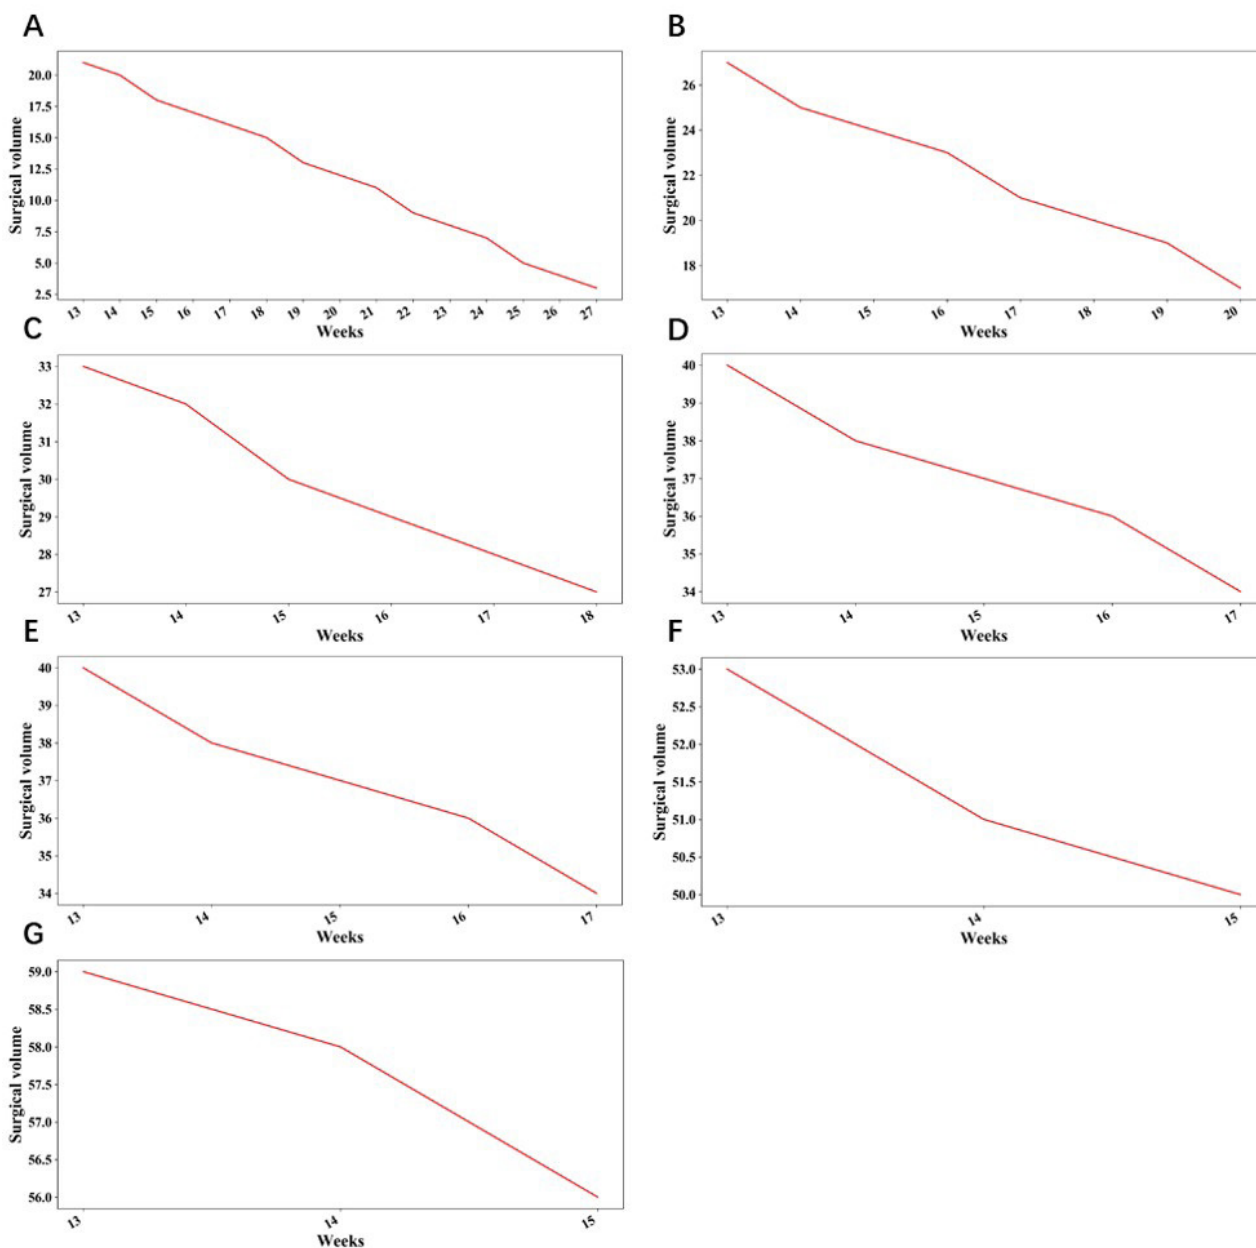 A
Surgical volume
20.0
17.5
15.0
12.5
10.0
7.5
5.0
2.5
13 14 15 16 17 18 19 20 21 22 23 24 25 26 27
Weeks
B
Surgical volume
26
24
22
20
18
13 14 15 16 17 18 19 20
Weeks
C
Surgical volume
33
32
31
30
29
28
27
13 14 15 16 17 18
Weeks
D
Surgical volume
40
39
38
37
36
35
34
13 14 15 16 17
Weeks
E
Surgical volume
40
39
38
37
36
35
34
13 14 15 16 17
Weeks
F
Surgical volume
53.0
52.5
52.0
51.5
51.0
50.5
50.0
13 14 15
Weeks
G
Surgical volume
59.0
58.5
58.0
57.5
57.0
56.5
56.0
13 14 15
Weeks